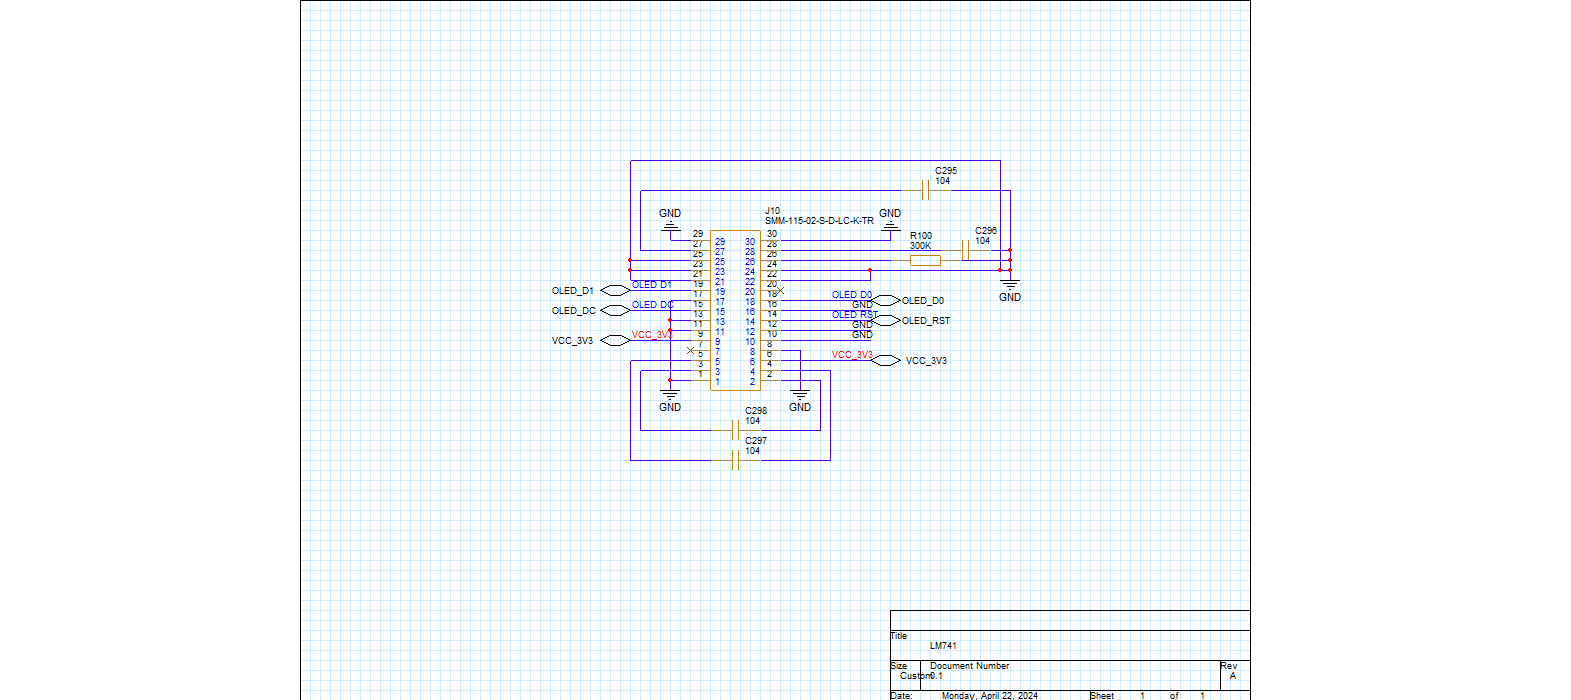 C295
104
J10
SMM-115-02-S-D-LC-K-TR
GND
GND
R100
300K
C296
104
29
27
25
23
21
19
17
15
13
11
9
7
5
3
1
29
27
25
23
21
19
17
15
13
11
9
7
5
3
1
30
28
26
24
22
20
18
16
14
12
10
8
6
4
2
30
28
26
24
22
20
18
16
14
12
10
8
6
4
2
OLED_D1
OLED D1
OLED_DC
OLED DC
VCC_3V3
VCC_3V3
OLED D0
OLED_D0
GND
OLED RST
OLED_RST
GND
GND
VCC_3V3
VCC_3V3
GND
GND
GND
C298
104
C297
104
Title
LM741
Size
Custom
Document Number
0.1
Rev
A
Date:
Monday, April 22, 2024
Sheet 1 of 1